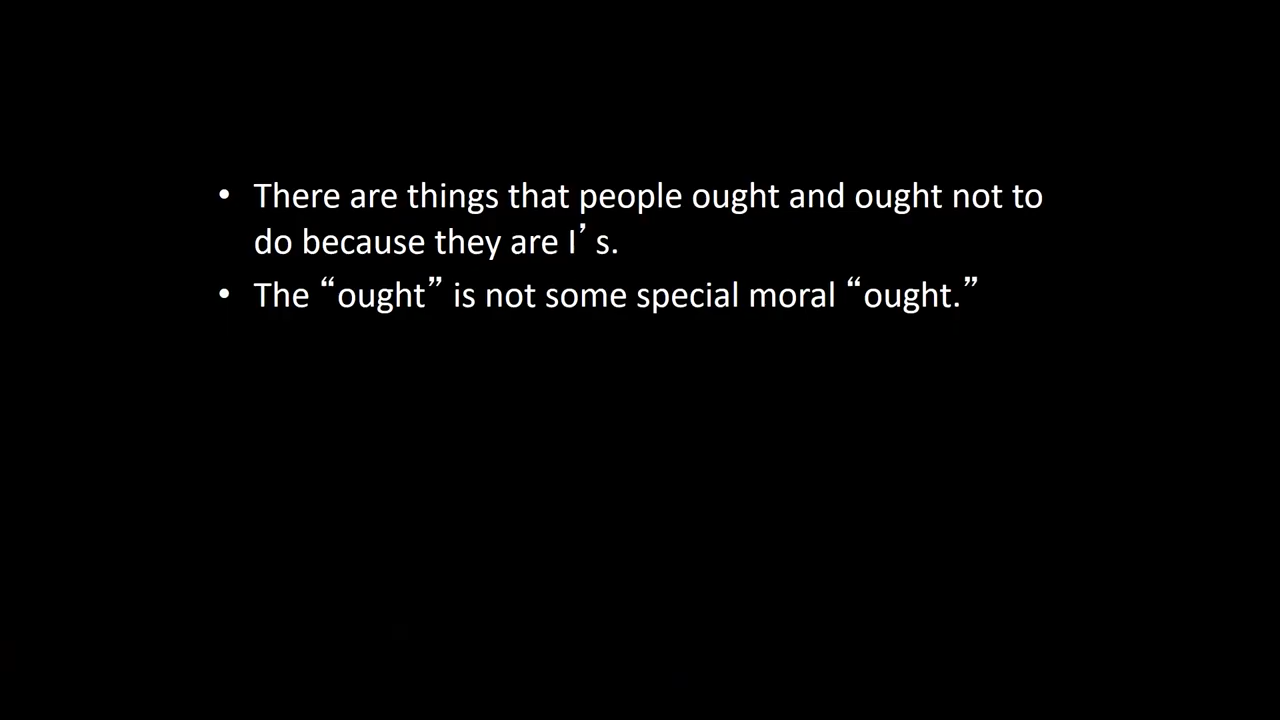 • There are things that people ought and ought not to
do because they are I’s.
• The “ought” is not some special moral “ought.”